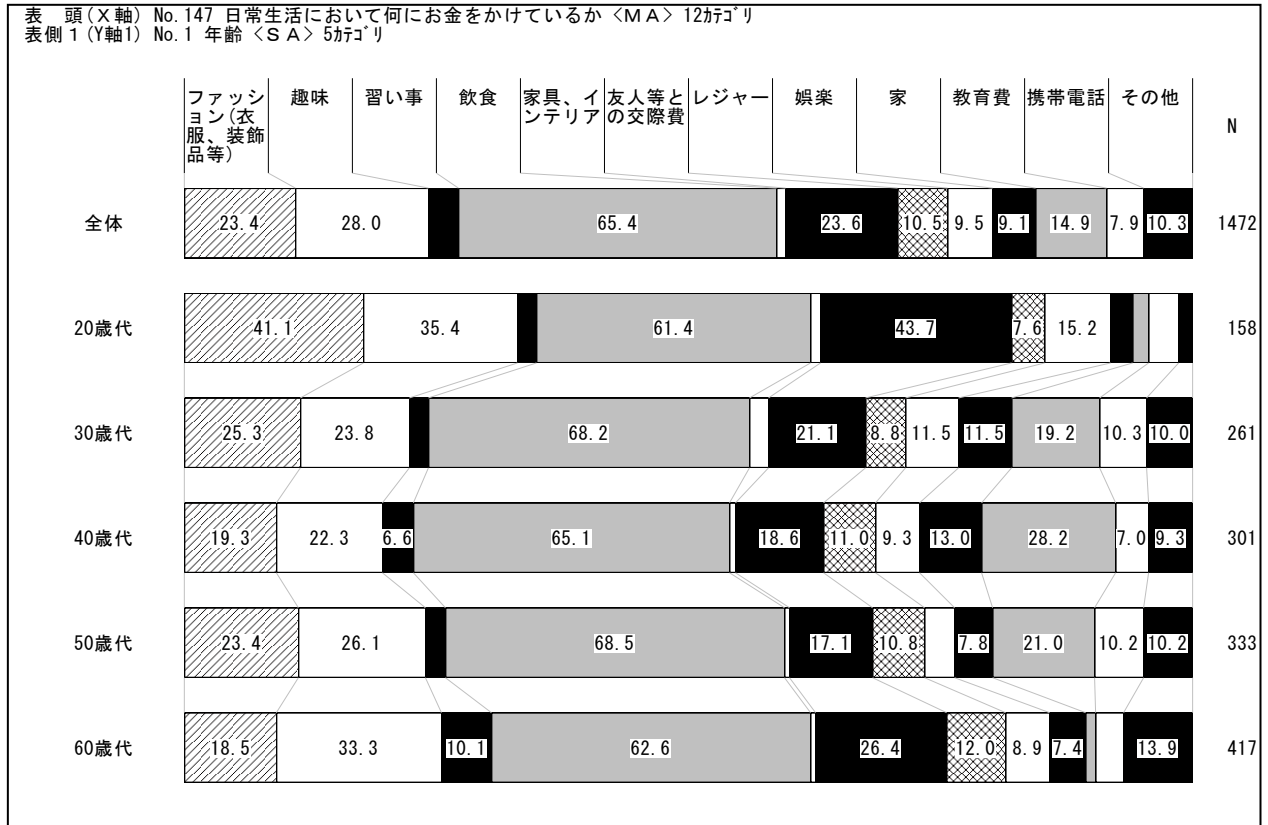 表　頭(X軸) No.147 日常生活において何にお金をかけているか <MA> 12ｶﾃｺﾞﾘ
表側１(Y軸1) No.1 年齢 <SA> 5ｶﾃｺﾞﾘ
ファッション(衣服、装飾品等) 趣味 習い事 飲食 家具、インテリア 友人等との交際費 レジャー 娯楽 家 教育費 携帯電話 その他 N
全体 23.4 28.0 65.4 23.6 10.5 9.5 9.1 14.9 7.9 10.3 1472
20歳代 41.1 35.4 61.4 43.7 7.6 15.2 158
30歳代 25.3 23.8 68.2 21.1 8.8 11.5 11.5 19.2 10.3 10.0 261
40歳代 19.3 22.3 6.6 65.1 18.6 11.0 9.3 13.0 28.2 7.0 9.3 301
50歳代 23.4 26.1 68.5 17.1 10.8 7.8 21.0 10.2 10.2 333
60歳代 18.5 33.3 10.1 62.6 26.4 12.0 8.9 7.4 13.9 417